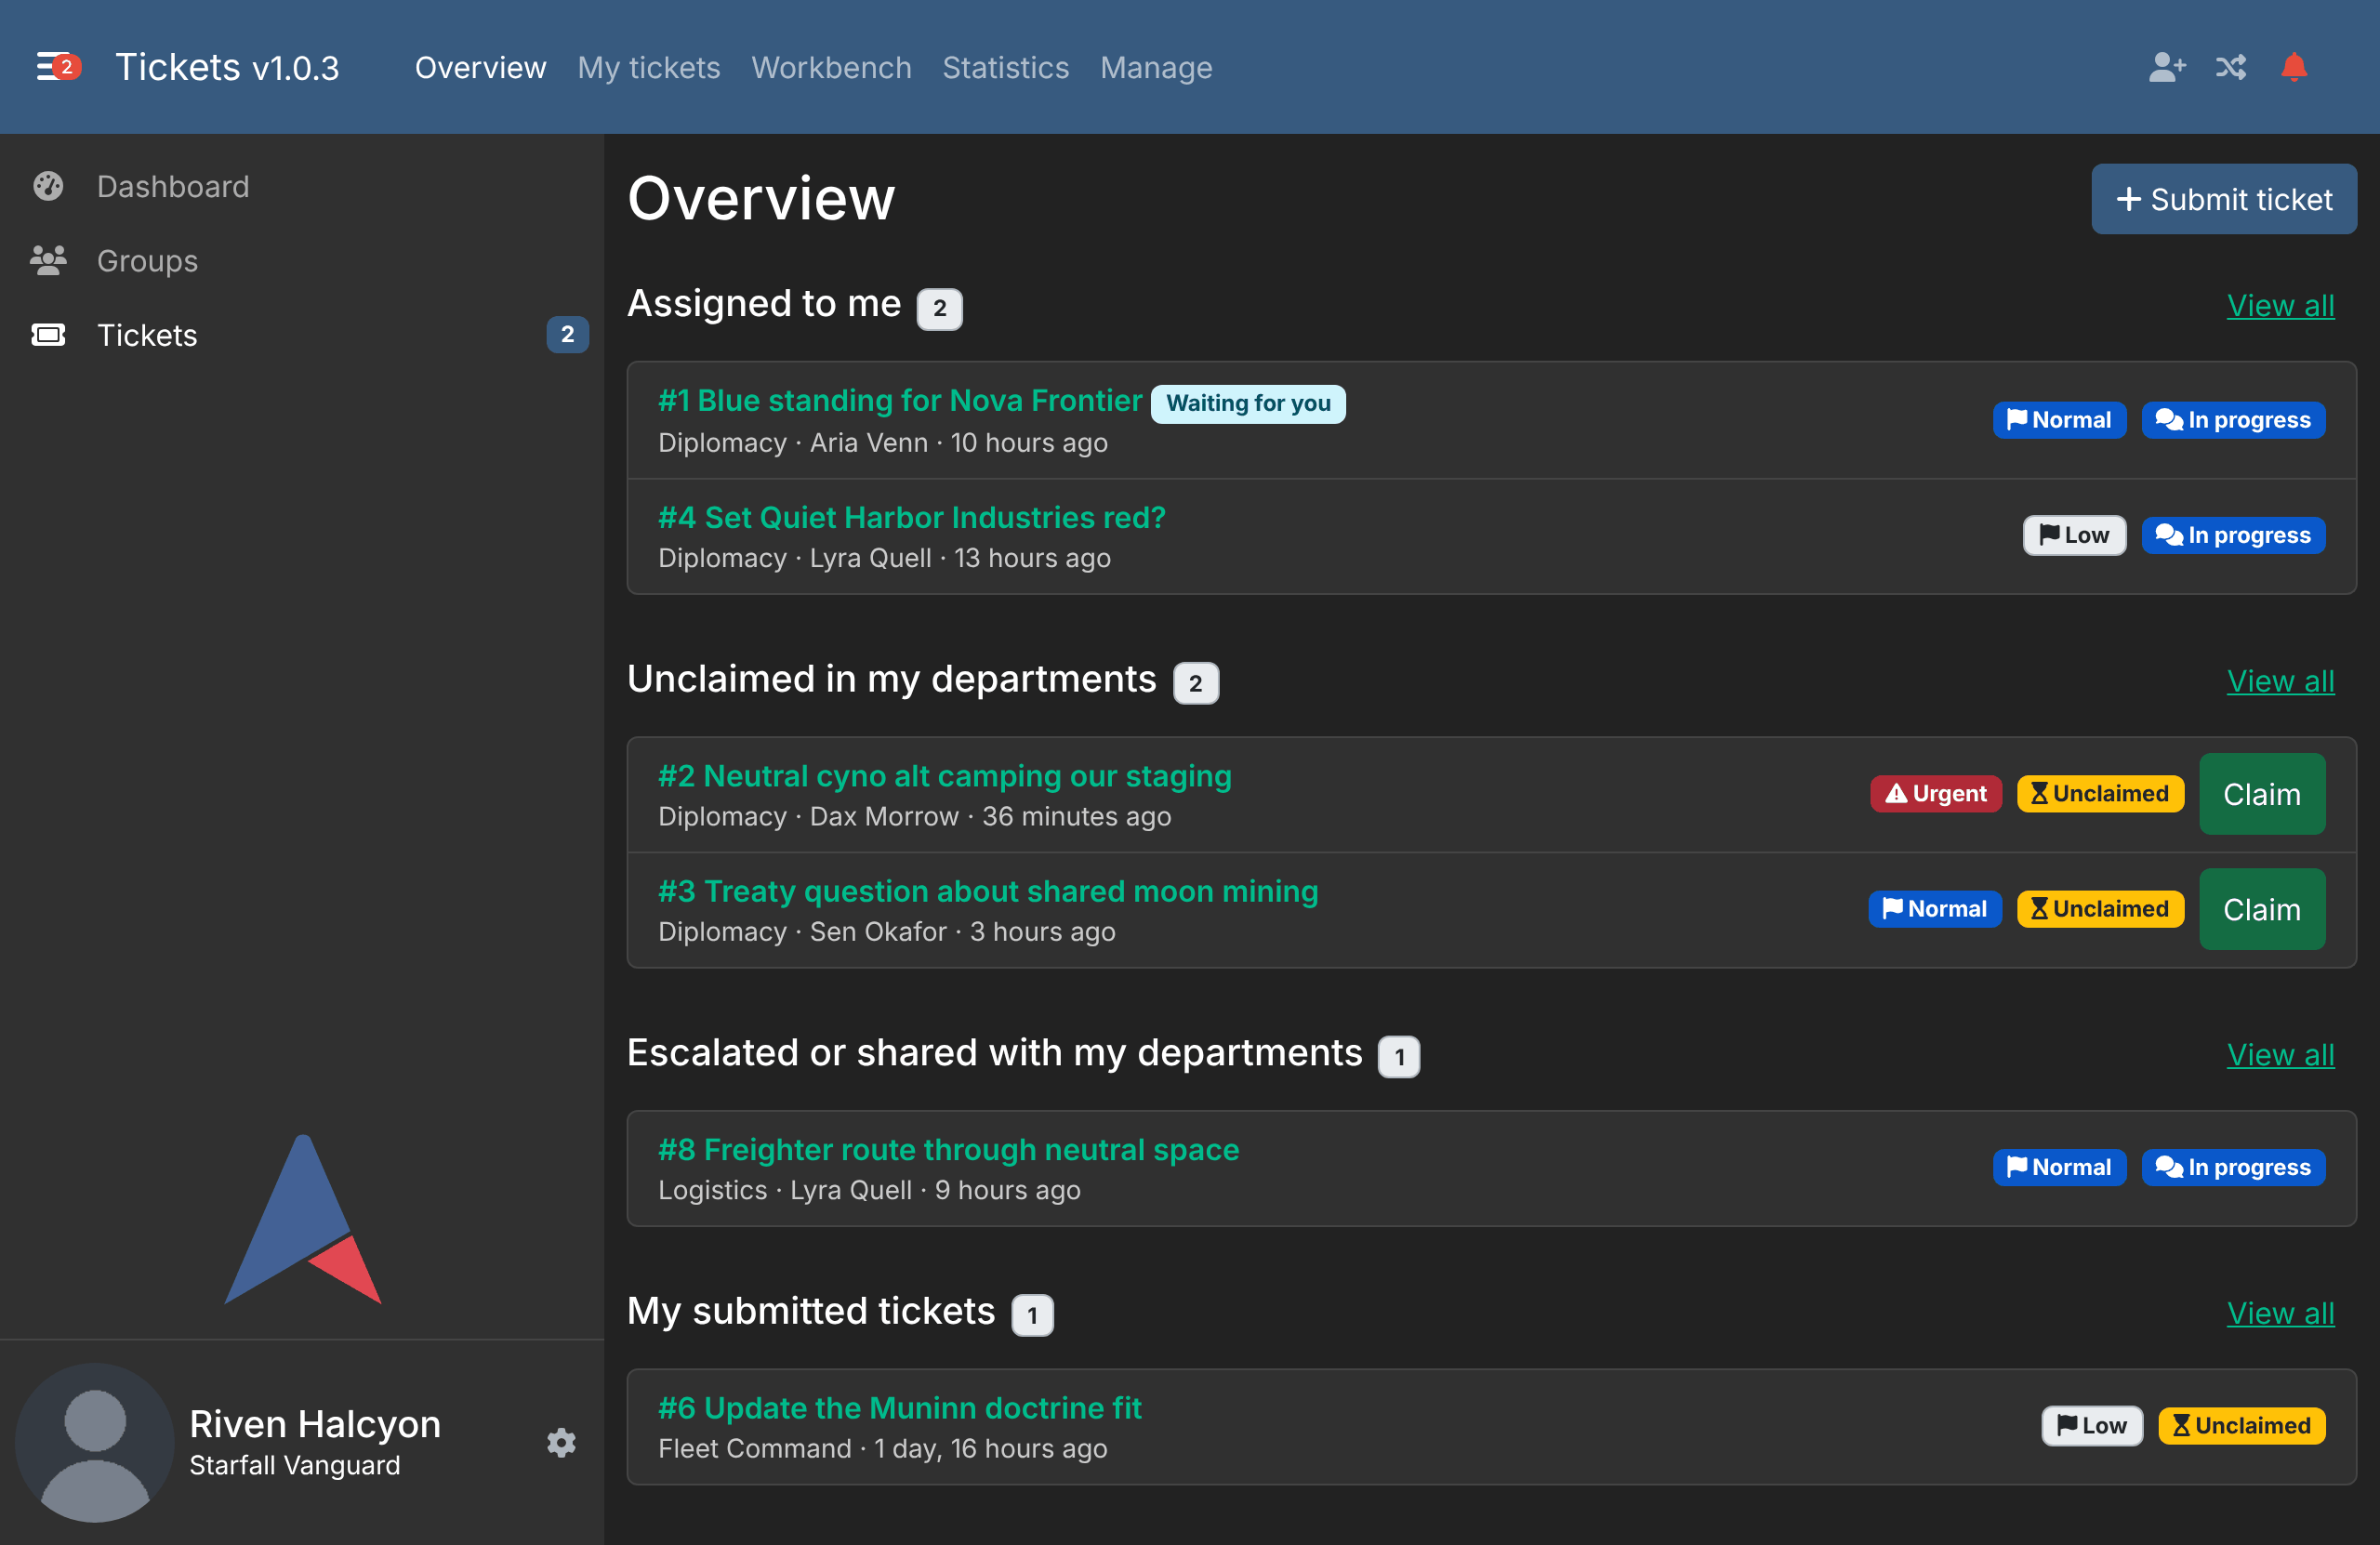 2
Tickets v1.0.3
Overview
My tickets
Workbench
Statistics
Manage
Dashboard
Groups
Tickets
2
Riven Halcyon
Starfall Vanguard
Overview
Submit ticket
Assigned to me 2
View all
#1 Blue standing for Nova Frontier Waiting for you
Diplomacy · Aria Venn · 10 hours ago
Normal
In progress
#4 Set Quiet Harbor Industries red?
Diplomacy · Lyra Quell · 13 hours ago
Low
In progress
Unclaimed in my departments 2
View all
#2 Neutral cyno alt camping our staging
Diplomacy · Dax Morrow · 36 minutes ago
Urgent
Unclaimed
Claim
#3 Treaty question about shared moon mining
Diplomacy · Sen Okafor · 3 hours ago
Normal
Unclaimed
Claim
Escalated or shared with my departments 1
View all
#8 Freighter route through neutral space
Logistics · Lyra Quell · 9 hours ago
Normal
In progress
My submitted tickets 1
View all
#6 Update the Muninn doctrine fit
Fleet Command · 1 day, 16 hours ago
Low
Unclaimed